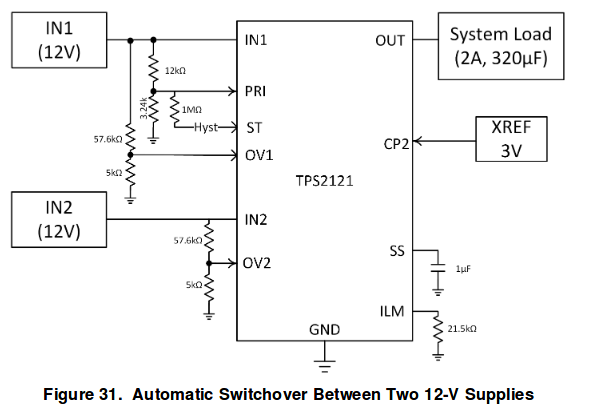 IN1
(12V)
IN1
OUT
System Load
(2A, 320µF)
12kΩ
PRI
3.24k
1MΩ
Hyst
ST
XREF
3V
CP2
57.6kΩ
OV1
5kΩ
TPS2121
IN2
(12V)
IN2
57.6kΩ
SS
OV2
1µF
5kΩ
ILM
21.5kΩ
GND
Figure 31. Automatic Switchover Between Two 12-V Supplies